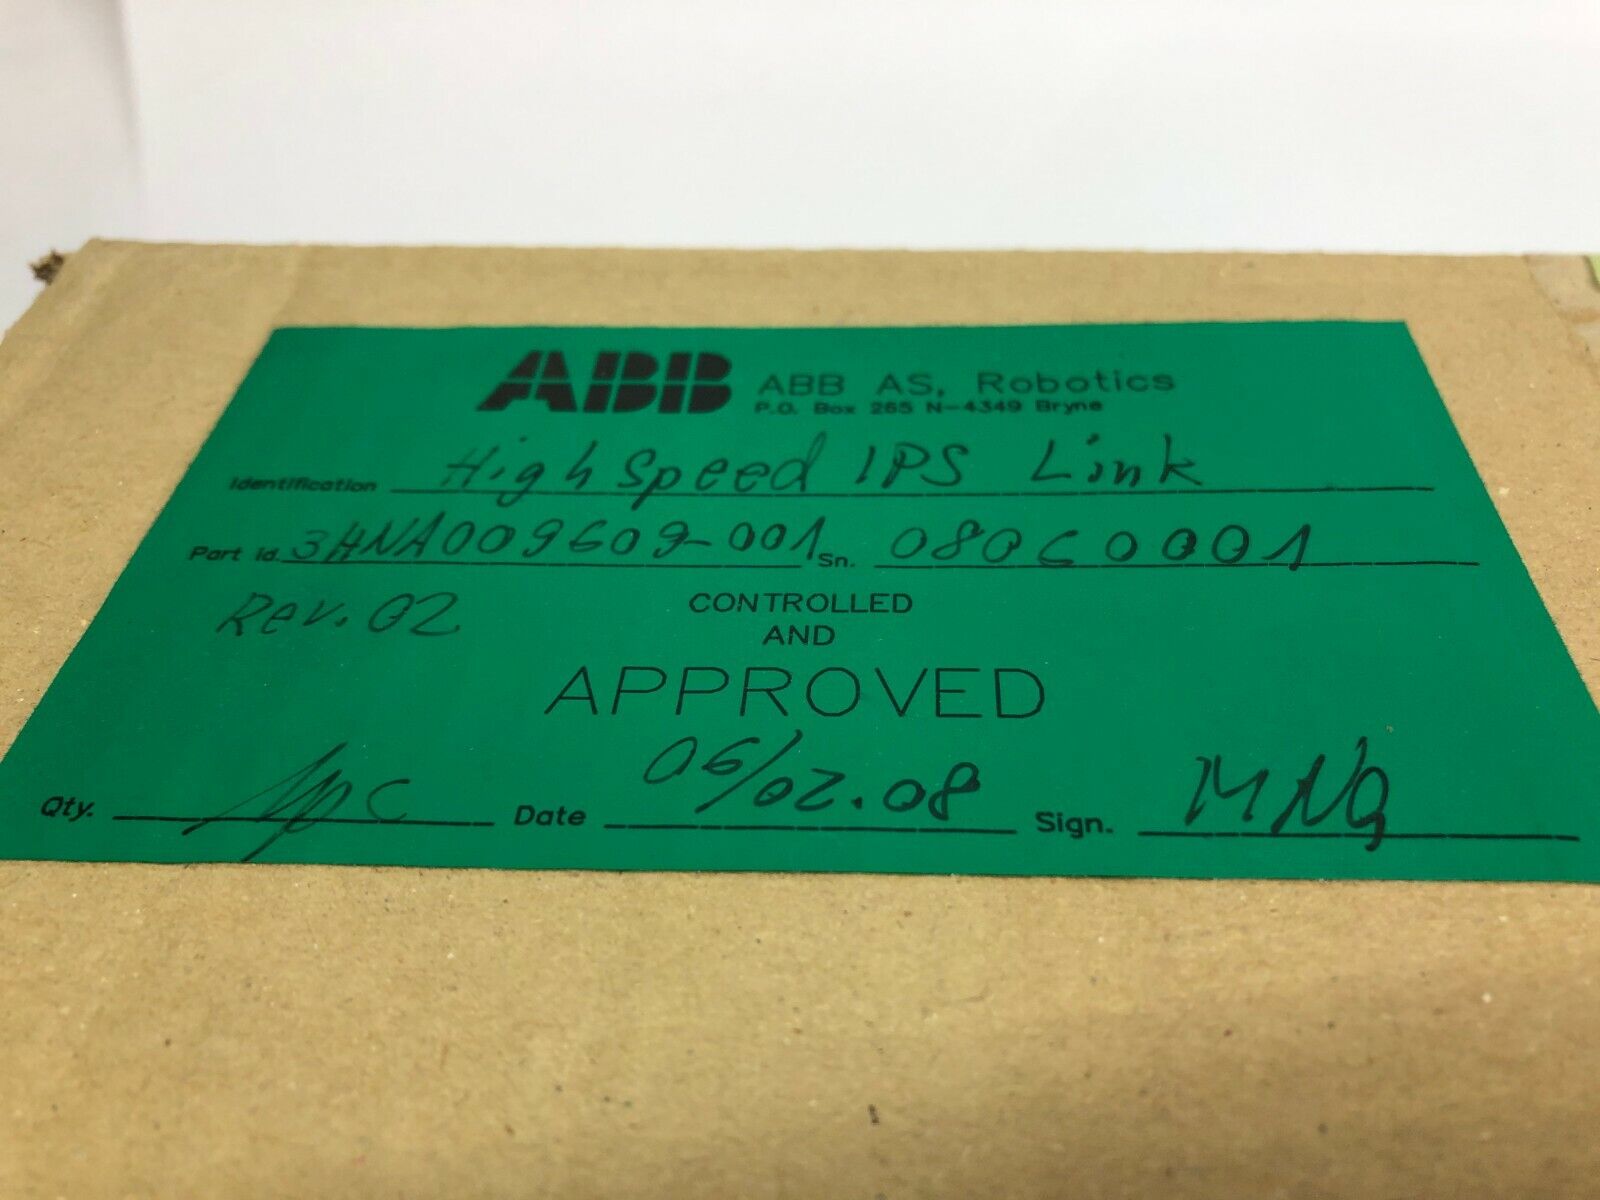 ABB ABB AS, Robotics
P.O. Box 265 N-4349 Bryne
Identification High Speed IPS Link
Part id. 3HNA009609-001 Sn. 08060001
Rev. 02
CONTROLLED
AND
APPROVED
Qty. 1pc Date 06/02.08 Sign. MNG